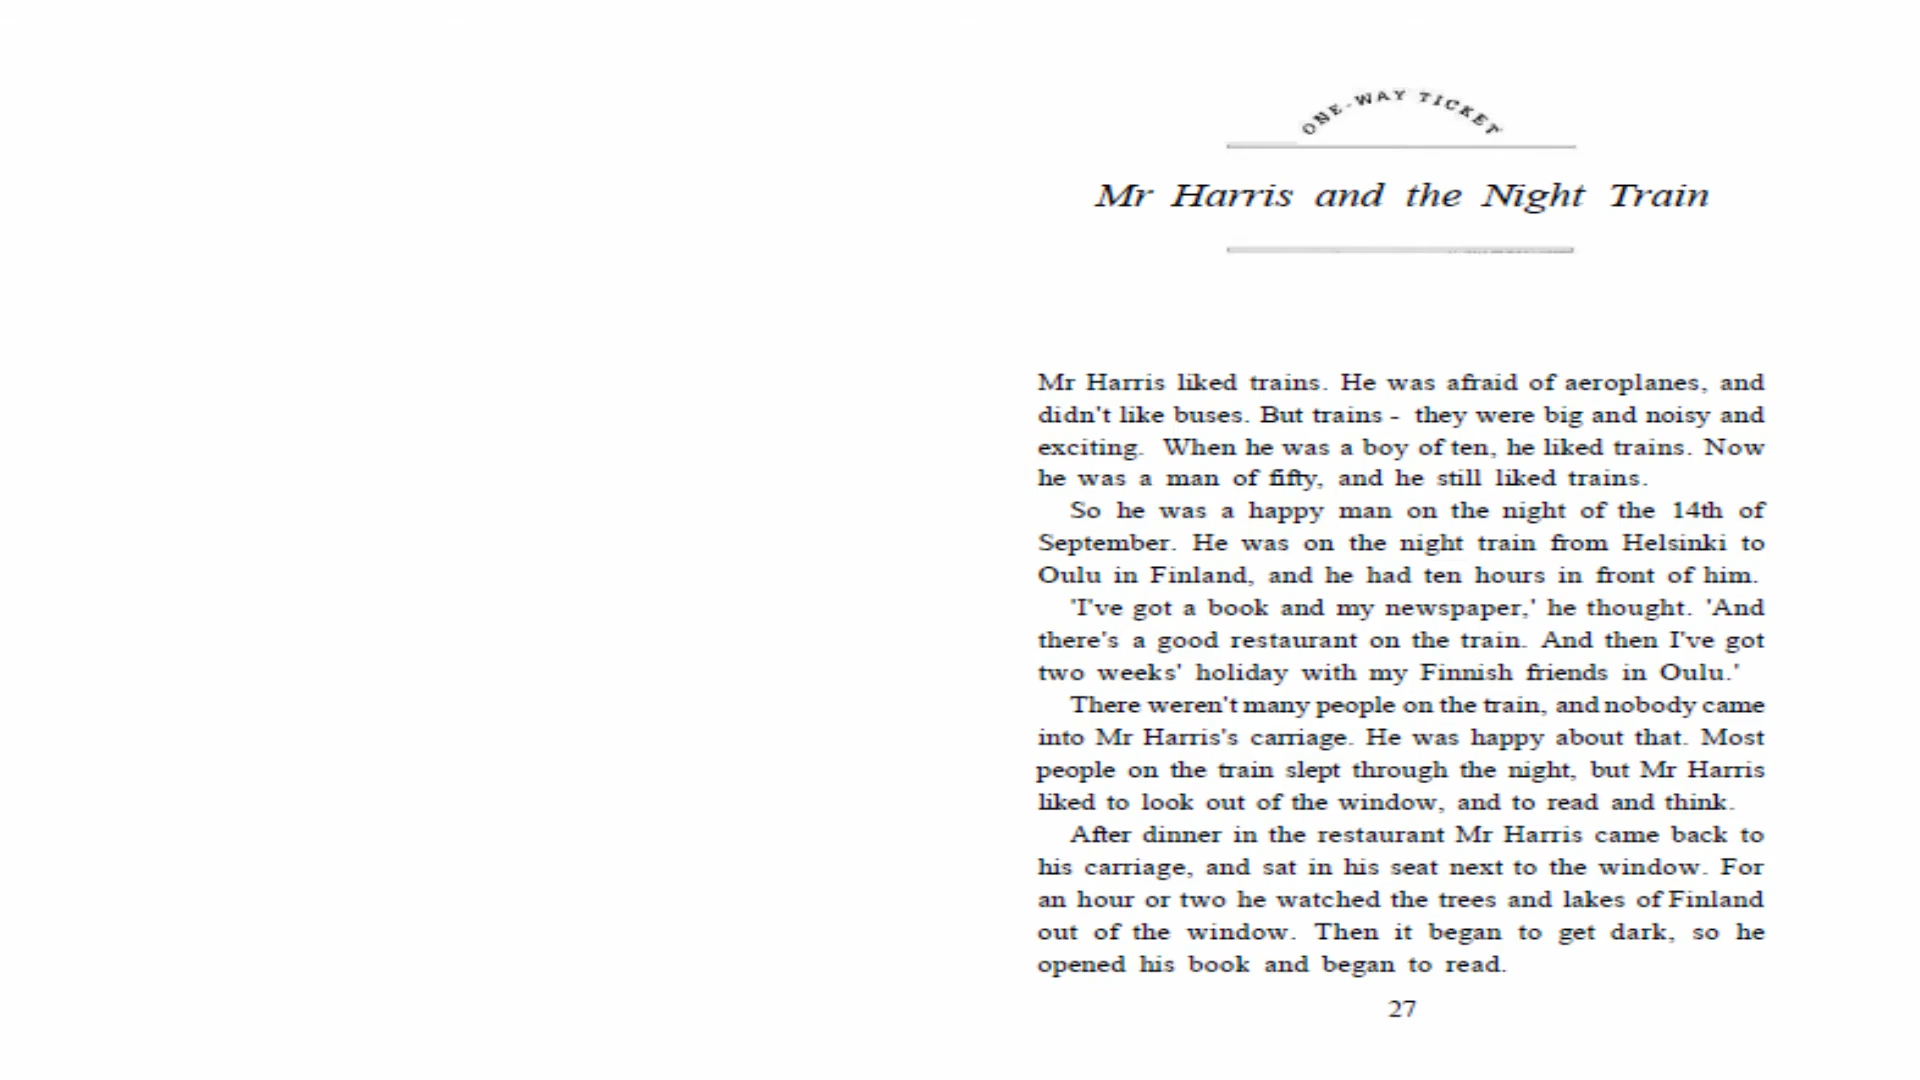 ONE-WAY TICKET
Mr Harris and the Night Train
Mr Harris liked trains. He was afraid of aeroplanes, and
didn't like buses. But trains - they were big and noisy and
exciting. When he was a boy of ten, he liked trains. Now
he was a man of fifty, and he still liked trains.
So he was a happy man on the night of the 14th of
September. He was on the night train from Helsinki to
Oulu in Finland, and he had ten hours in front of him.
'I've got a book and my newspaper,' he thought. 'And
there's a good restaurant on the train. And then I've got
two weeks' holiday with my Finnish friends in Oulu.'
There weren't many people on the train, and nobody came
into Mr Harris's carriage. He was happy about that. Most
people on the train slept through the night, but Mr Harris
liked to look out of the window, and to read and think.
After dinner in the restaurant Mr Harris came back to
his carriage, and sat in his seat next to the window. For
an hour or two he watched the trees and lakes of Finland
out of the window. Then it began to get dark, so he
opened his book and began to read.
27